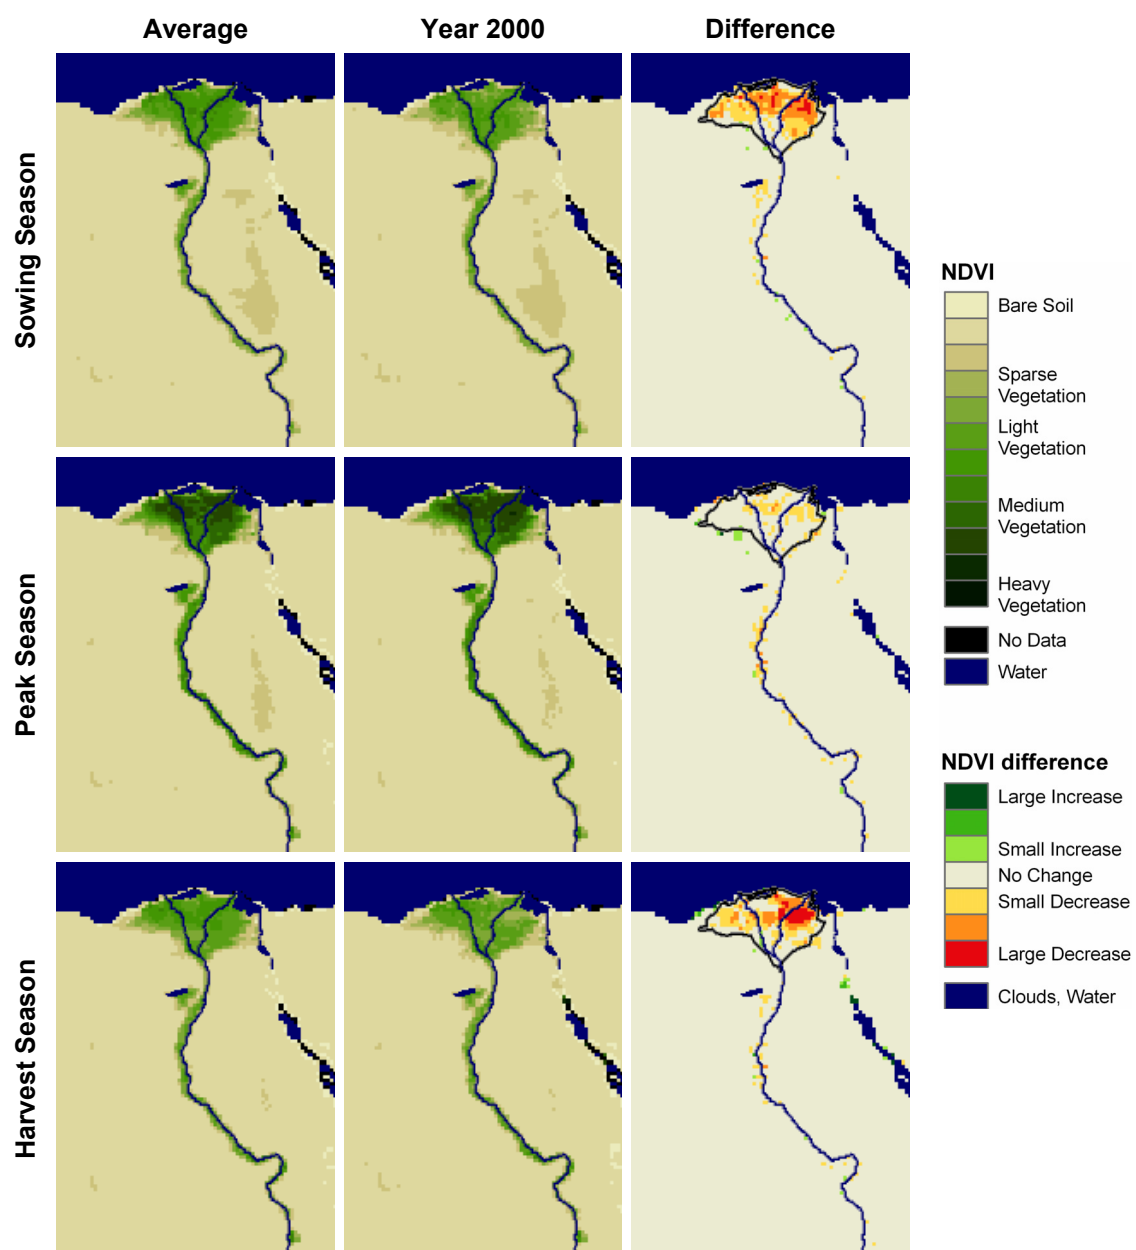 Average
Year 2000
Difference
Sowing Season
Peak Season
Harvest Season
NDVI
Bare Soil
Sparse
Vegetation
Light
Vegetation
Medium
Vegetation
Heavy
Vegetation
No Data
Water
NDVI difference
Large Increase
Small Increase
No Change
Small Decrease
Large Decrease
Clouds, Water